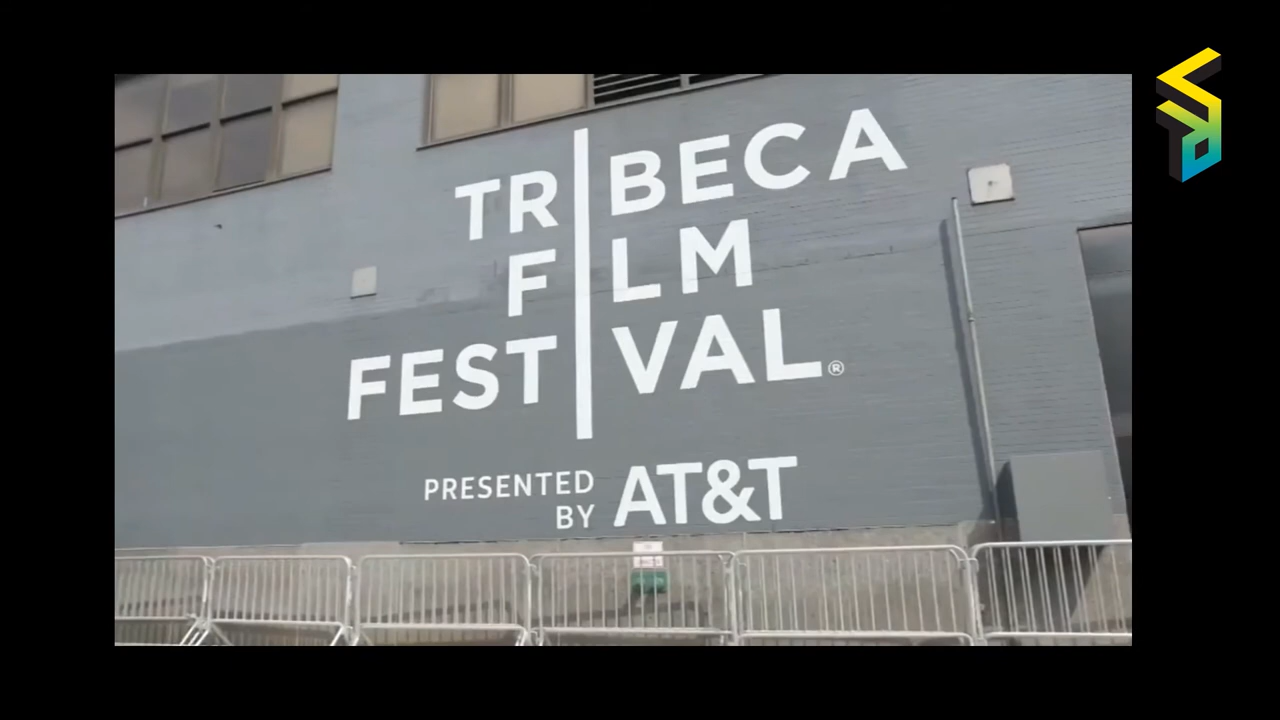 TRIBECA
FILM
FESTIVAL®
PRESENTED
BY AT&T